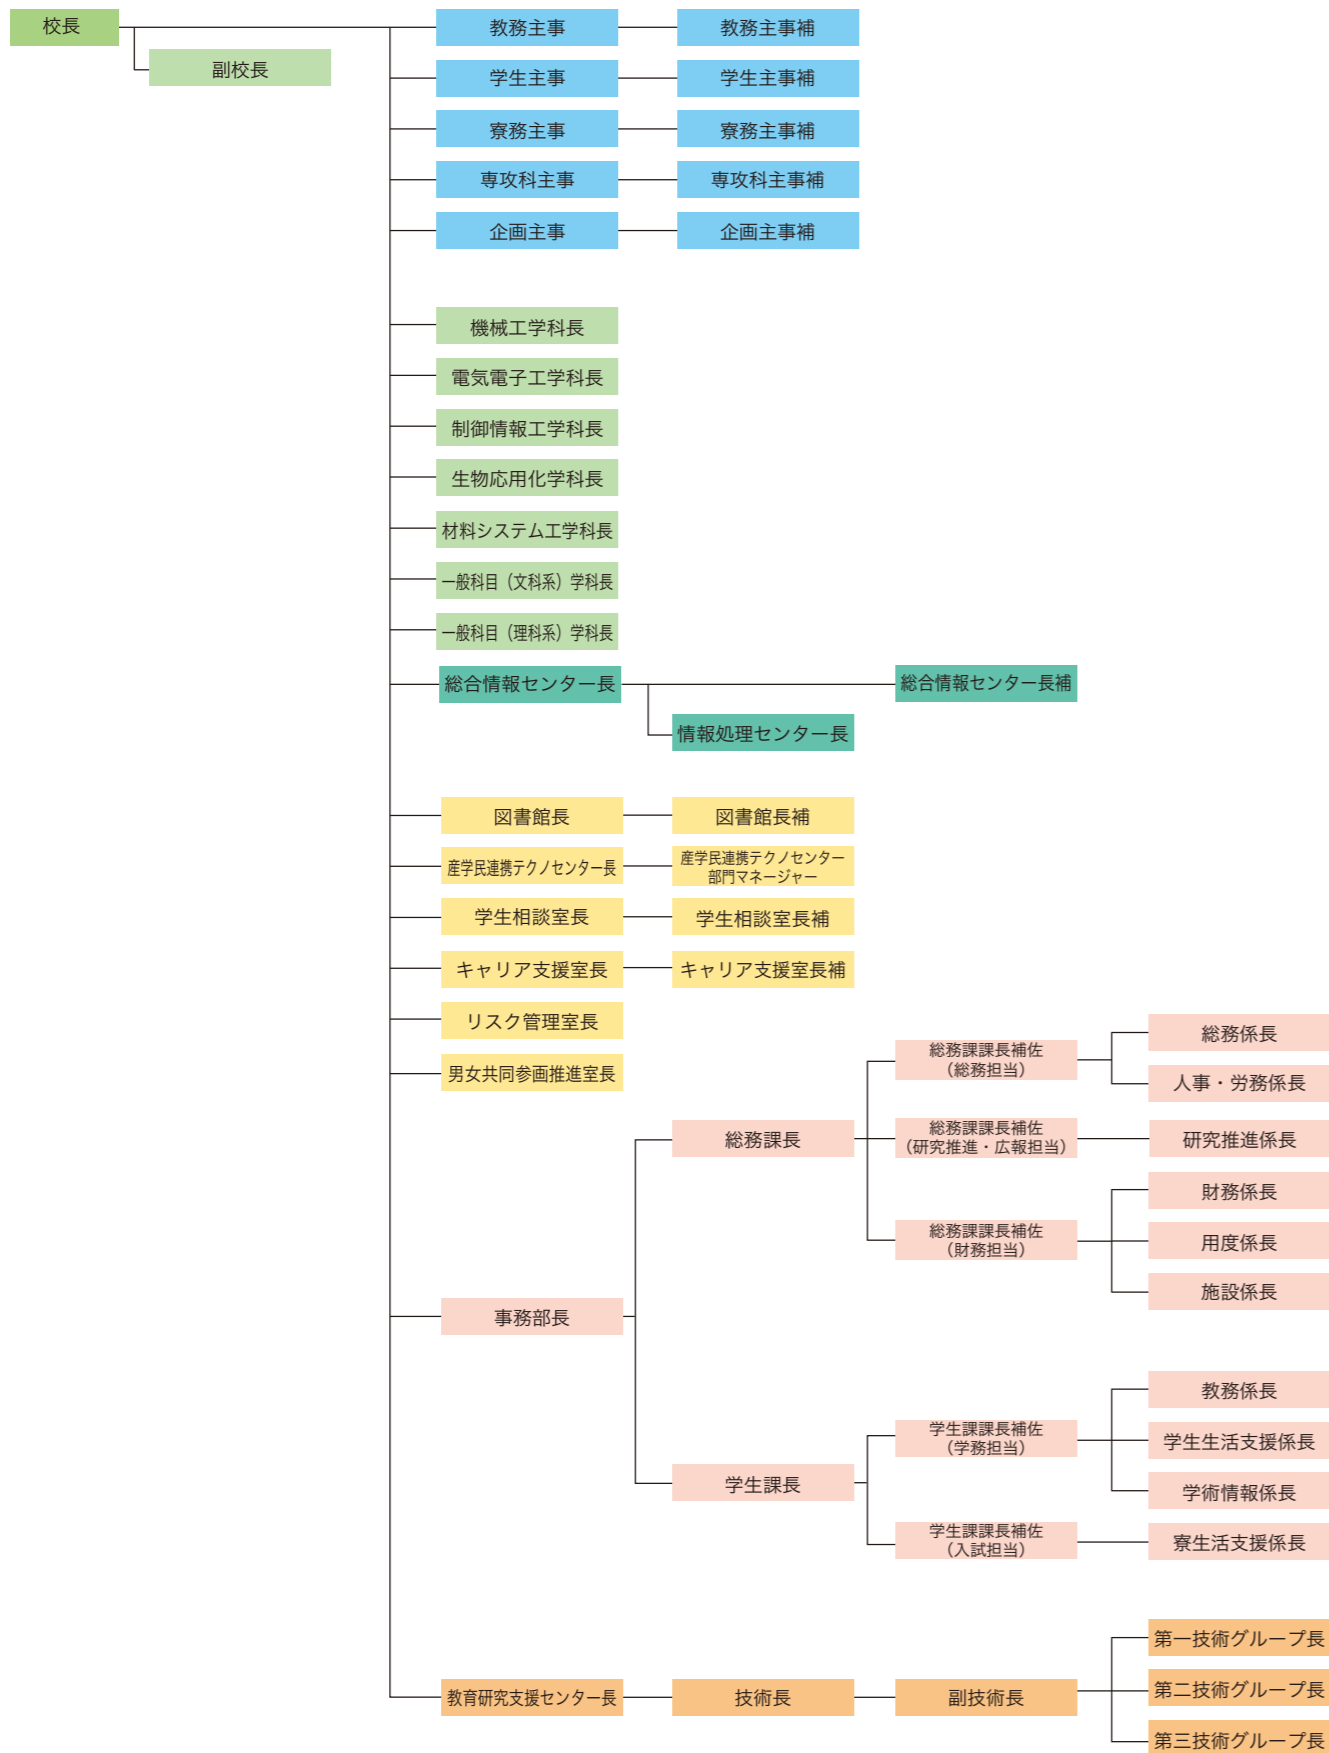 校長
副校長
教務主事
教務主事補
学生主事
学生主事補
寮務主事
寮務主事補
専攻科主事
専攻科主事補
企画主事
企画主事補
機械工学科長
電気電子工学科長
制御情報工学科長
生物応用化学科長
材料システム工学科長
一般科目（文科系）学科長
一般科目（理科系）学科長
総合情報センター長
総合情報センター長補
情報処理センター長
図書館長
図書館長補
産学民連携テクノセンター長
産学民連携テクノセンター
部門マネージャー
学生相談室長
学生相談室長補
キャリア支援室長
キャリア支援室長補
リスク管理室長
男女共同参画推進室長
事務部長
総務課長
総務課課長補佐
（総務担当）
総務係長
人事・労務係長
総務課課長補佐
（研究推進・広報担当）
研究推進係長
総務課課長補佐
（財務担当）
財務係長
用度係長
施設係長
学生課長
学生課課長補佐
（学務担当）
教務係長
学生生活支援係長
学術情報係長
学生課課長補佐
（入試担当）
寮生活支援係長
教育研究支援センター長
技術長
副技術長
第一技術グループ長
第二技術グループ長
第三技術グループ長